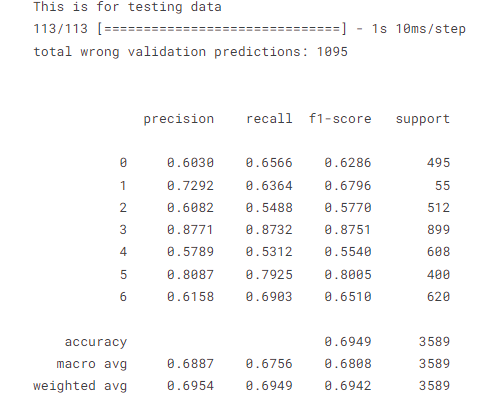 This is for testing data
113/113 [==============================] - 1s 10ms/step
total wrong validation predictions: 1095
precision recall f1-score support
0 0.6030 0.6566 0.6286 495
1 0.7292 0.6364 0.6796 55
2 0.6082 0.5488 0.5770 512
3 0.8771 0.8732 0.8751 899
4 0.5789 0.5312 0.5540 608
5 0.8087 0.7925 0.8005 400
6 0.6158 0.6903 0.6510 620
accuracy 0.6949 3589
macro avg 0.6887 0.6756 0.6808 3589
weighted avg 0.6954 0.6949 0.6942 3589